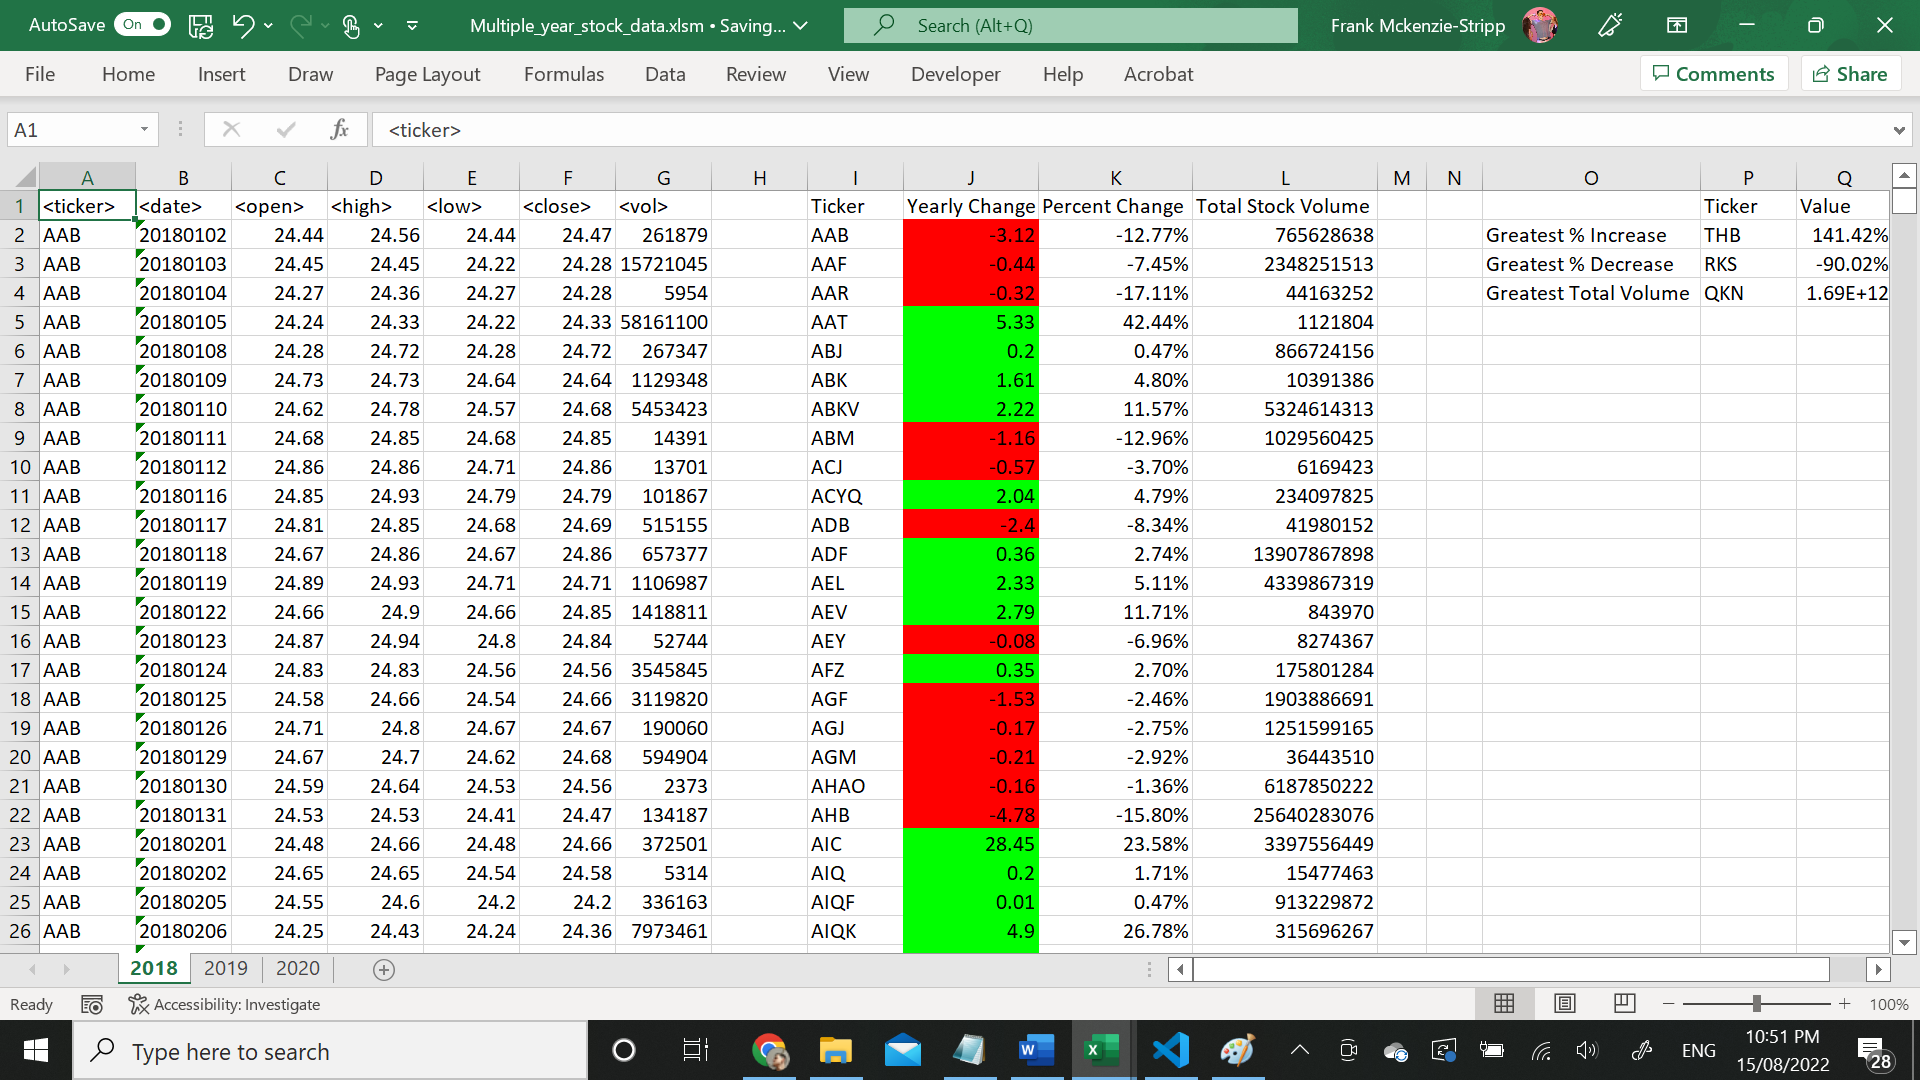 AutoSave On Multiple_year_stock_data.xlsm • Saving... Search (Alt+Q) Frank Mckenzie-Stripp
File Home Insert Draw Page Layout Formulas Data Review View Developer Help Acrobat Comments Share
A1 fx <ticker>
A B C D E F G H I J K L M N O P Q
1 <ticker> <date> <open> <high> <low> <close> <vol> Ticker Yearly Change Percent Change Total Stock Volume Ticker Value
2 AAB 20180102 24.44 24.56 24.44 24.47 261879 AAB -3.12 -12.77% 765628638 Greatest % Increase THB 141.42%
3 AAB 20180103 24.45 24.45 24.22 24.28 15721045 AAF -0.44 -7.45% 2348251513 Greatest % Decrease RKS -90.02%
4 AAB 20180104 24.27 24.36 24.27 24.28 5954 AAR -0.32 -17.11% 44163252 Greatest Total Volume QKN 1.69E+12
5 AAB 20180105 24.24 24.33 24.22 24.33 58161100 AAT 5.33 42.44% 1121804
6 AAB 20180108 24.28 24.72 24.28 24.72 267347 ABJ 0.2 0.47% 866724156
7 AAB 20180109 24.73 24.73 24.64 24.64 1129348 ABK 1.61 4.80% 10391386
8 AAB 20180110 24.62 24.78 24.57 24.68 5453423 ABKV 2.22 11.57% 5324614313
9 AAB 20180111 24.68 24.85 24.68 24.85 14391 ABM -1.16 -12.96% 1029560425
10 AAB 20180112 24.86 24.86 24.71 24.86 13701 ACJ -0.57 -3.70% 6169423
11 AAB 20180116 24.85 24.93 24.79 24.79 101867 ACYQ 2.04 4.79% 234097825
12 AAB 20180117 24.81 24.85 24.68 24.69 515155 ADB -2.4 -8.34% 41980152
13 AAB 20180118 24.67 24.86 24.67 24.86 657377 ADF 0.36 2.74% 13907867898
14 AAB 20180119 24.89 24.93 24.71 24.71 1106987 AEL 2.33 5.11% 4339867319
15 AAB 20180122 24.66 24.9 24.66 24.85 1418811 AEV 2.79 11.71% 843970
16 AAB 20180123 24.87 24.94 24.8 24.84 52744 AEY -0.08 -6.96% 8274367
17 AAB 20180124 24.83 24.83 24.56 24.56 3545845 AFZ 0.35 2.70% 175801284
18 AAB 20180125 24.58 24.66 24.54 24.66 3119820 AGF -1.53 -2.46% 1903886691
19 AAB 20180126 24.71 24.8 24.67 24.67 190060 AGJ -0.17 -2.75% 1251599165
20 AAB 20180129 24.67 24.7 24.62 24.68 594904 AGM -0.21 -2.92% 36443510
21 AAB 20180130 24.59 24.64 24.53 24.56 2373 AHAO -0.16 -1.36% 6187850222
22 AAB 20180131 24.53 24.53 24.41 24.47 134187 AHB -4.78 -15.80% 25640283076
23 AAB 20180201 24.48 24.66 24.48 24.66 372501 AIC 28.45 23.58% 3397556449
24 AAB 20180202 24.65 24.65 24.54 24.58 5314 AIQ 0.2 1.71% 15477463
25 AAB 20180205 24.55 24.6 24.2 24.2 336163 AIQF 0.01 0.47% 913229872
26 AAB 20180206 24.25 24.43 24.24 24.36 7973461 AIQK 4.9 26.78% 315696267
2018 2019 2020
Ready Accessibility: Investigate 100%
Type here to search ENG 10:51 PM
15/08/2022 28